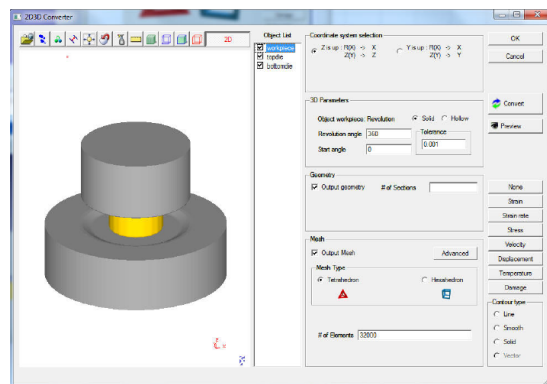 2D3D Converter
2D
Object List
workpiece
topdie
bottomdie
Coordinate system selection
Z is up : R(X) -> X
Z(Y) -> Z
Y is up : R(X) -> X
Z(Y) -> Y
OK
Cancel
3D Parameters
Object workpiece: Revolution
Solid
Hollow
Revolution angle 360
Start angle 0
Tolerance
0.001
Convert
Preview
Geometry
Output geometry
# of Sections
Mesh
Output Mesh
Advanced
Mesh Type
Tetrahedron
Hexahedron
# of Elements 32000
None
Strain
Strain rate
Stress
Velocity
Displacement
Temperature
Damage
Contour type
Line
Smooth
Solid
Vector